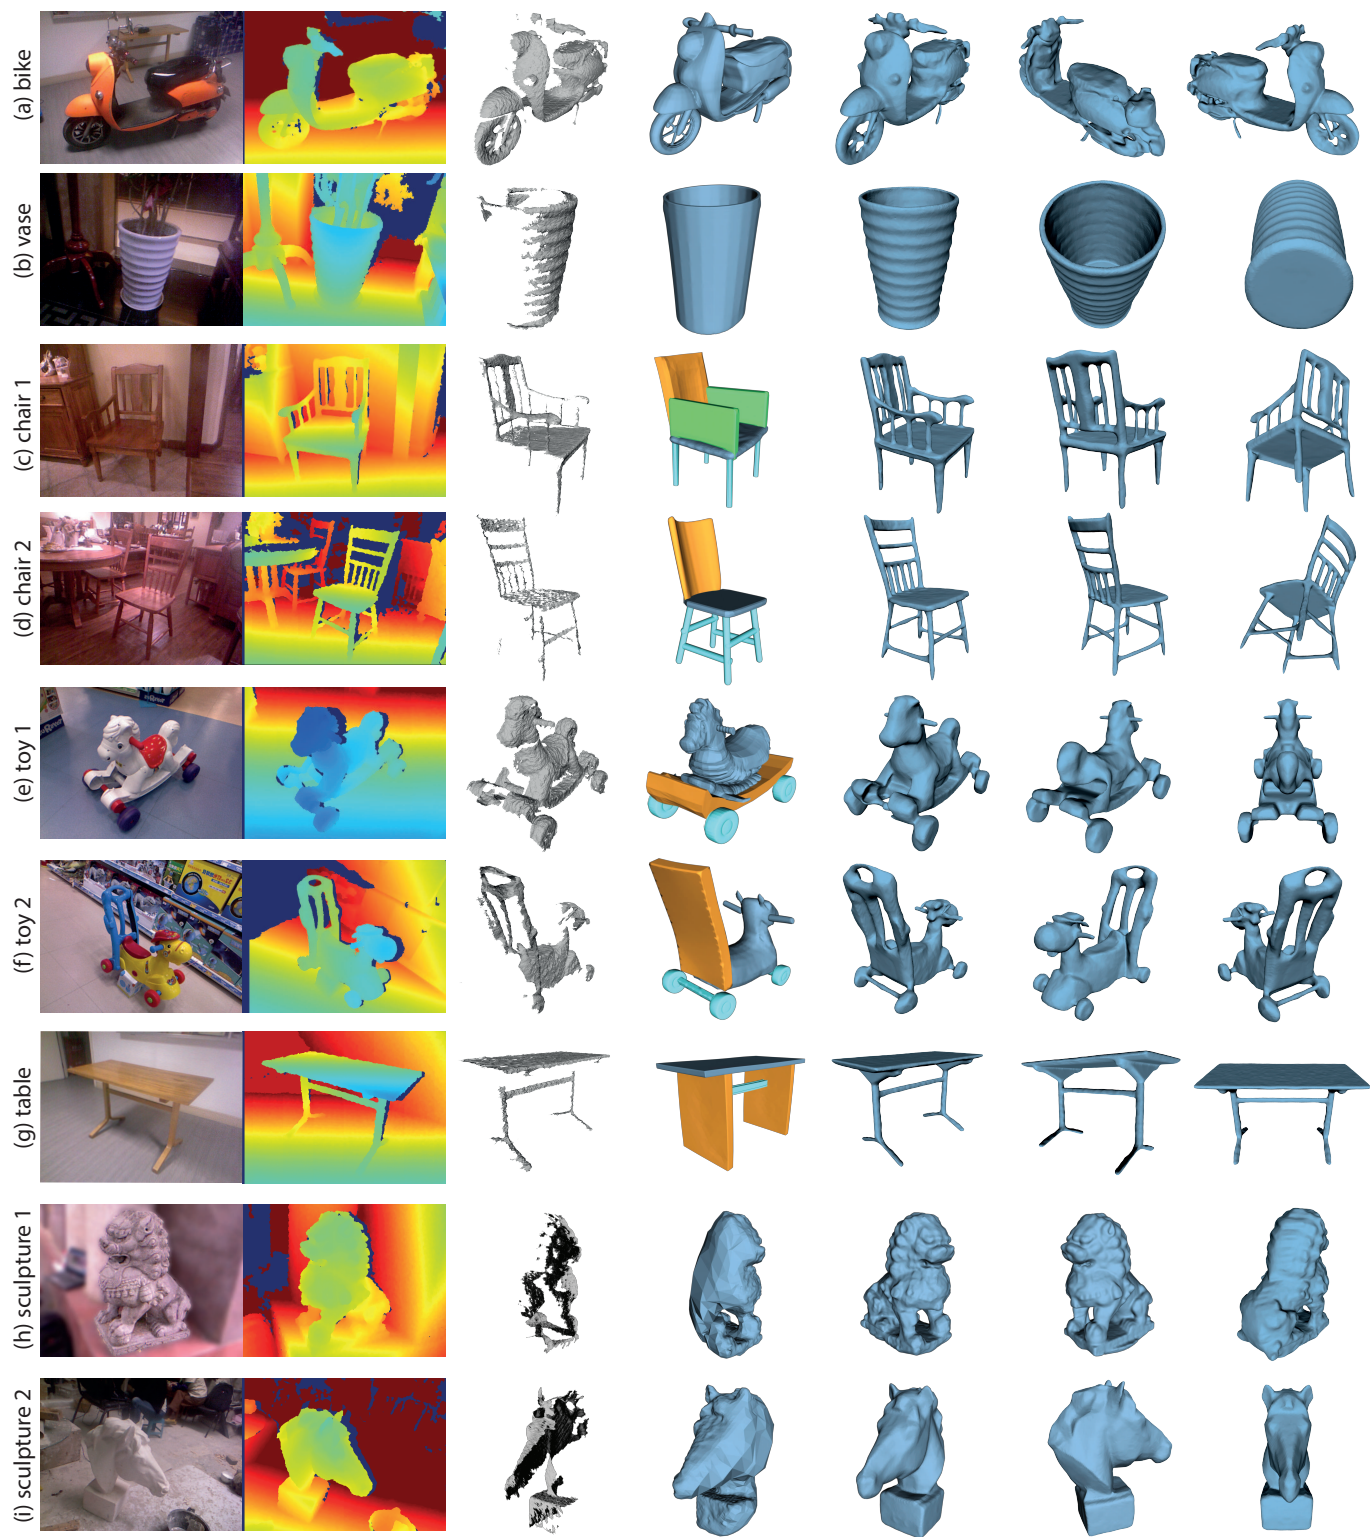 (a) bike
(b) vase
(c) chair 1
(d) chair 2
(e) toy 1
(f) toy 2
(g) table
(h) sculpture 1
(i) sculpture 2